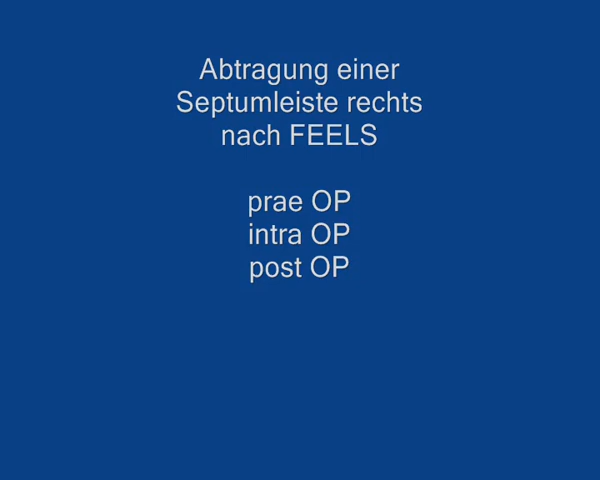 Abtragung einer
Septumleiste rechts
nach FEELS
prae OP
intra OP
post OP